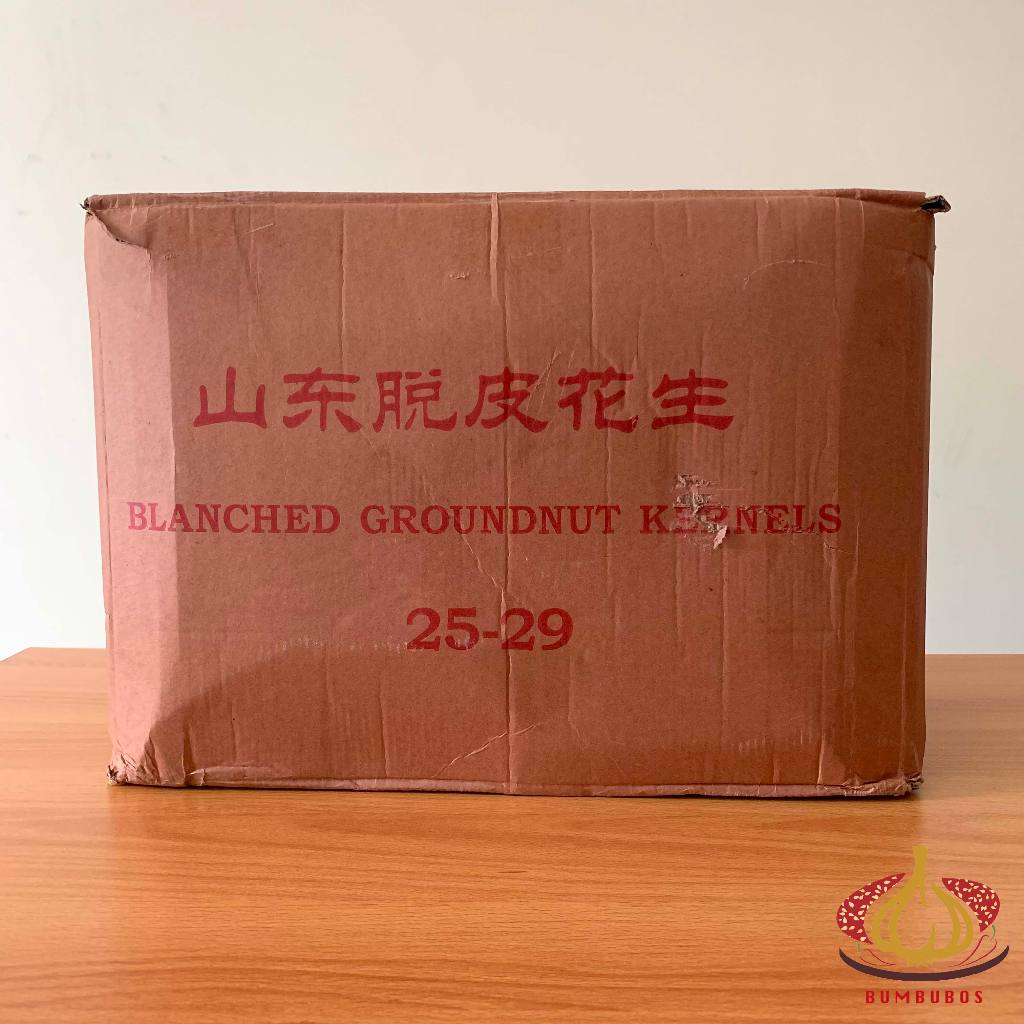 山东脱皮花生
BLANCHED GROUNDNUT KERNELS
25-29
BUMBUBOS